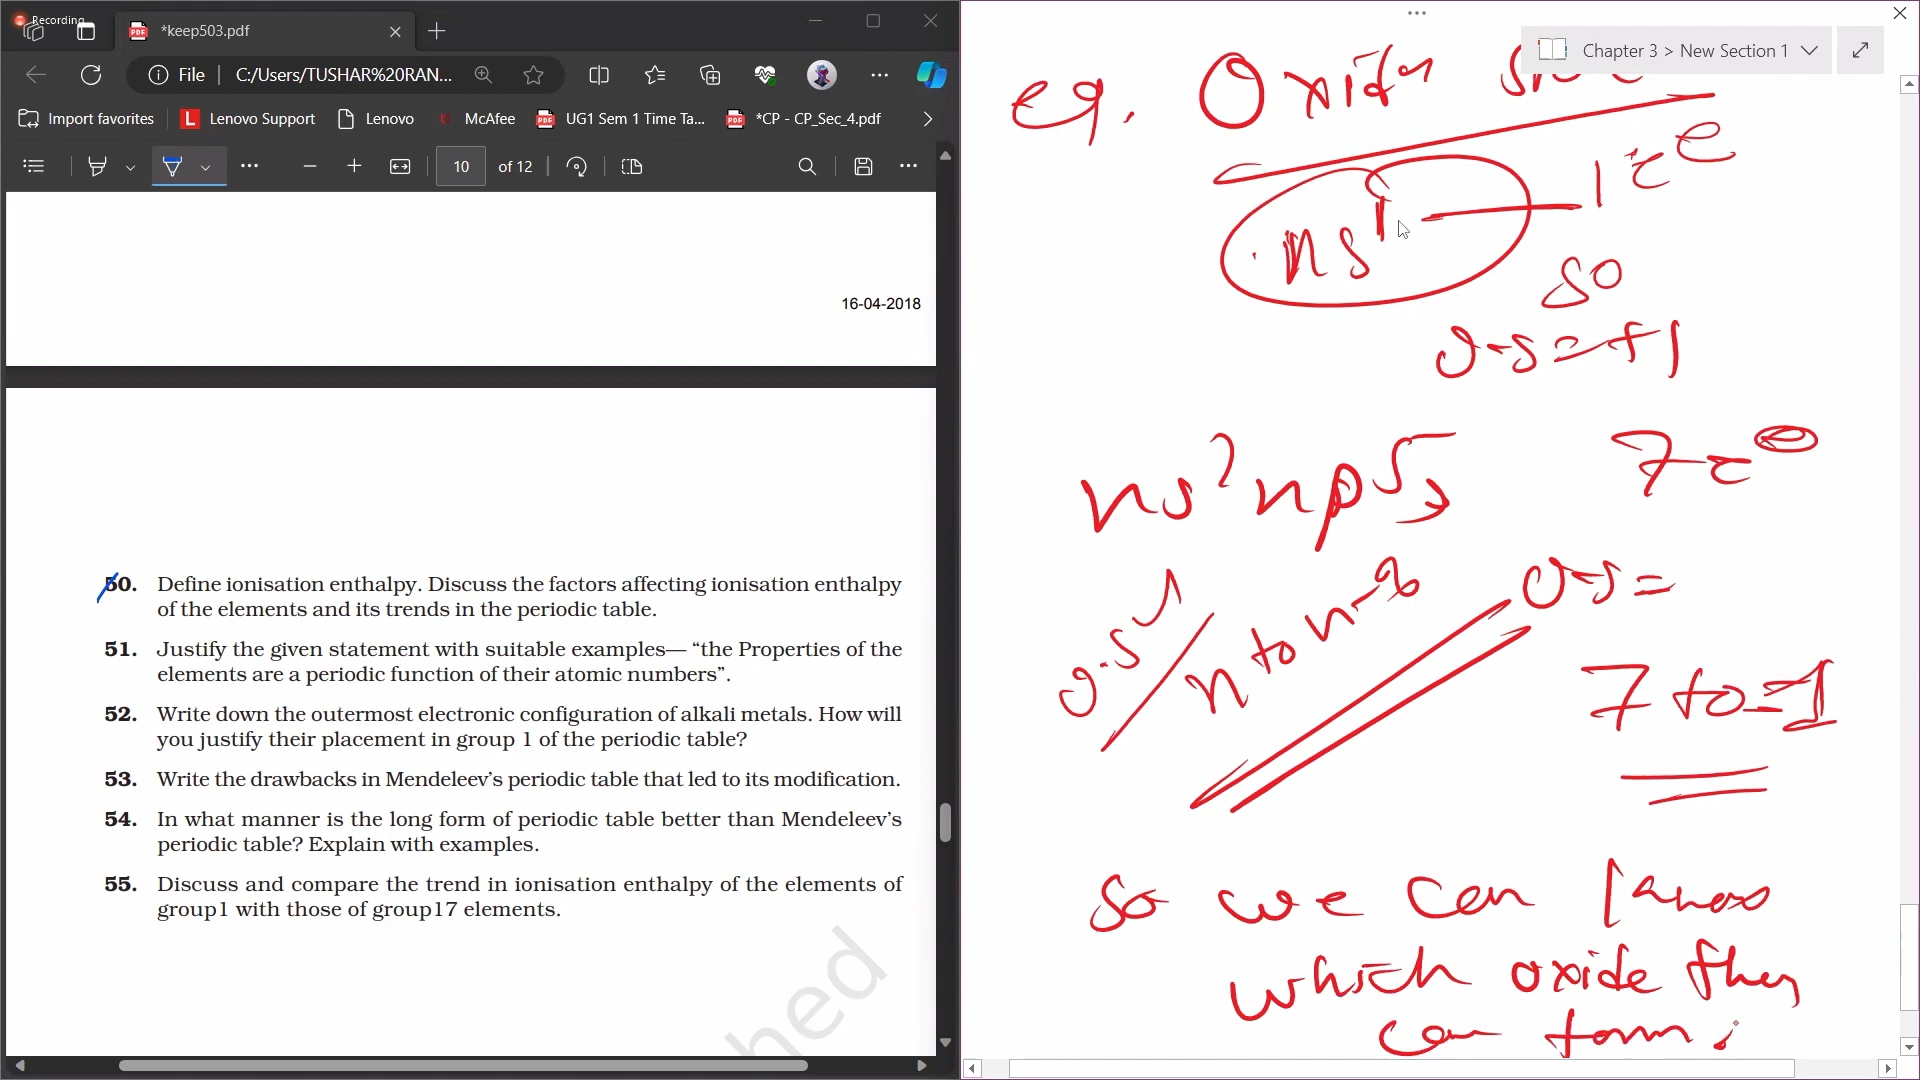 Recording
*keep503.pdf
File
C:/Users/TUSHAR%20RAN...
Import favorites
Lenovo Support
Lenovo
McAfee
UG1 Sem 1 Time Ta...
*CP - CP_Sec_4.pdf
10 of 12
16-04-2018
50. Define ionisation enthalpy. Discuss the factors affecting ionisation enthalpy
of the elements and its trends in the periodic table.
51. Justify the given statement with suitable examples— “the Properties of the
elements are a periodic function of their atomic numbers”.
52. Write down the outermost electronic configuration of alkali metals. How will
you justify their placement in group 1 of the periodic table?
53. Write the drawbacks in Mendeleev’s periodic table that led to its modification.
54. In what manner is the long form of periodic table better than Mendeleev’s
periodic table? Explain with examples.
55. Discuss and compare the trend in ionisation enthalpy of the elements of
group1 with those of group17 elements.
hed
Chapter 3 > New Section 1
eg.
ns¹
so
o-s=+1
ns²np⁵
o-s =
n to n-8
7 to -1
So we can know
which oxide they
can form